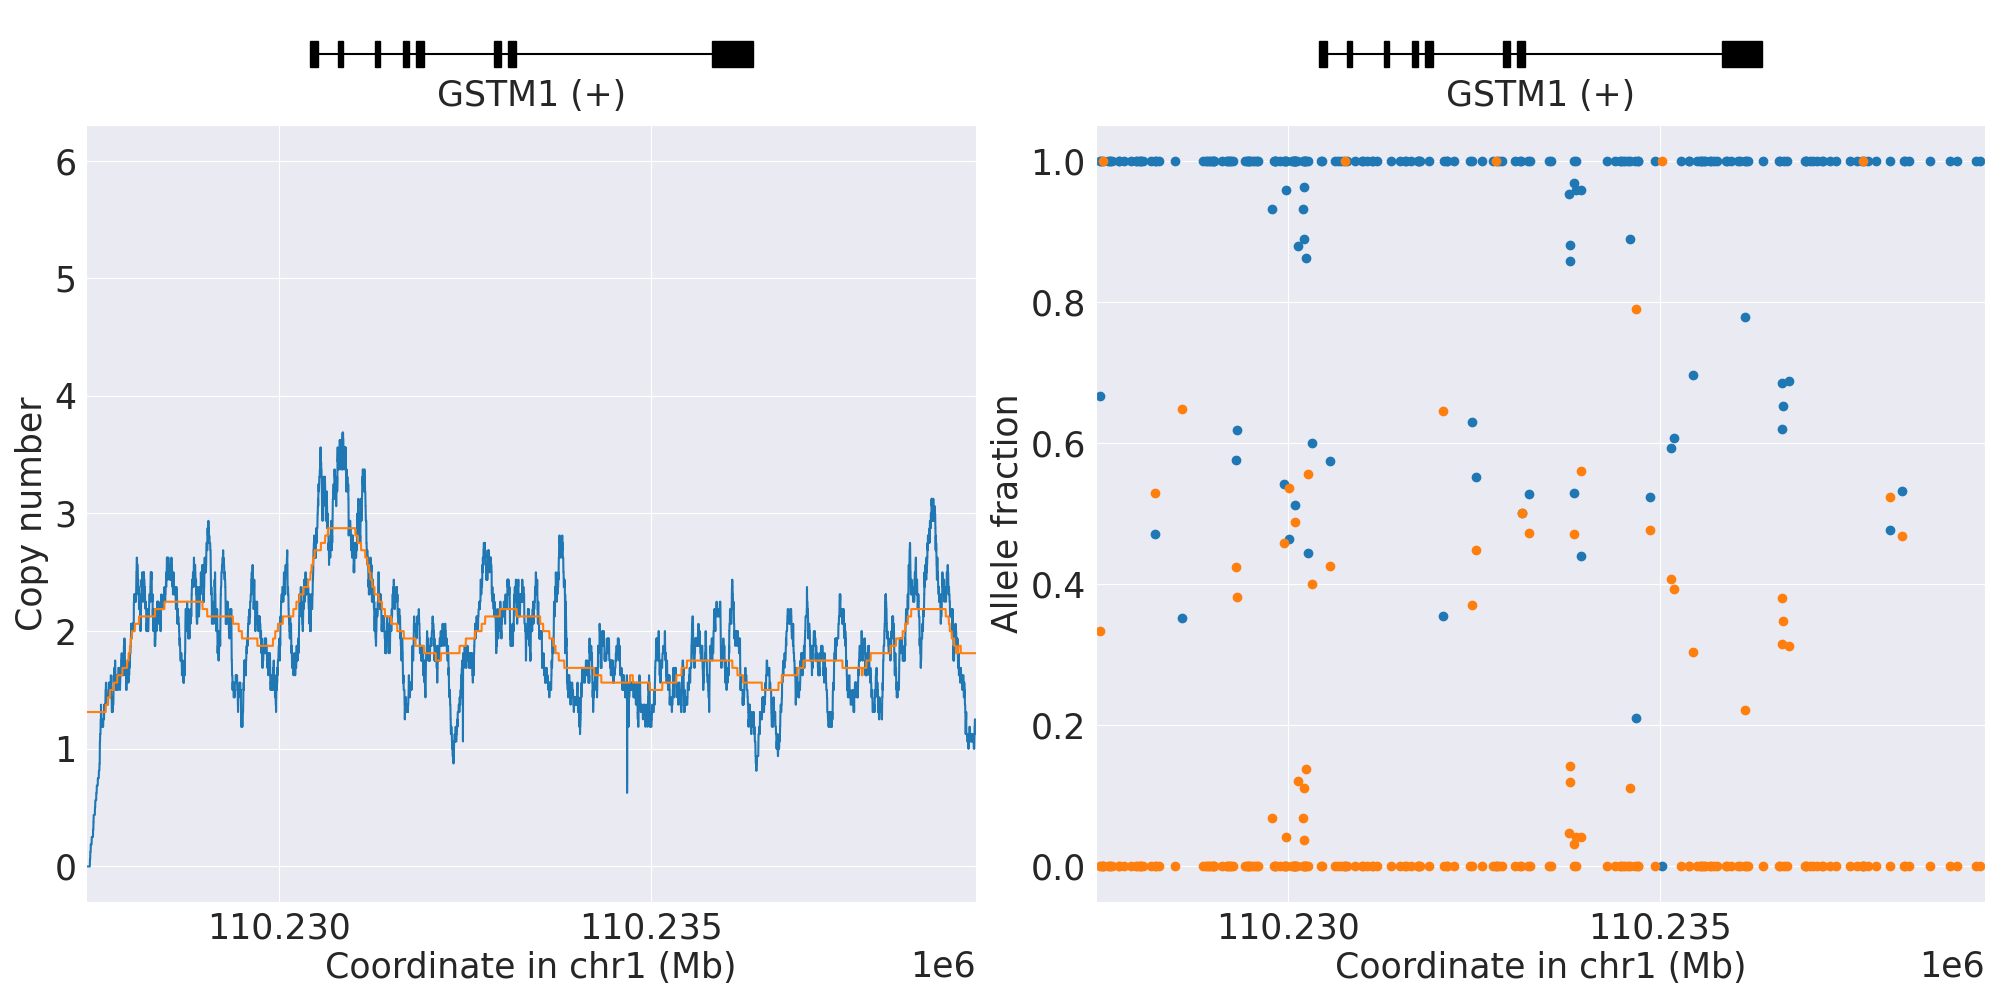 GSTM1 (+)
6
5
4
3
2
1
0
Copy number
110.230
110.235
Coordinate in chr1 (Mb)
1e6
GSTM1 (+)
1.0
0.8
0.6
0.4
0.2
0.0
Allele fraction
110.230
110.235
Coordinate in chr1 (Mb)
1e6